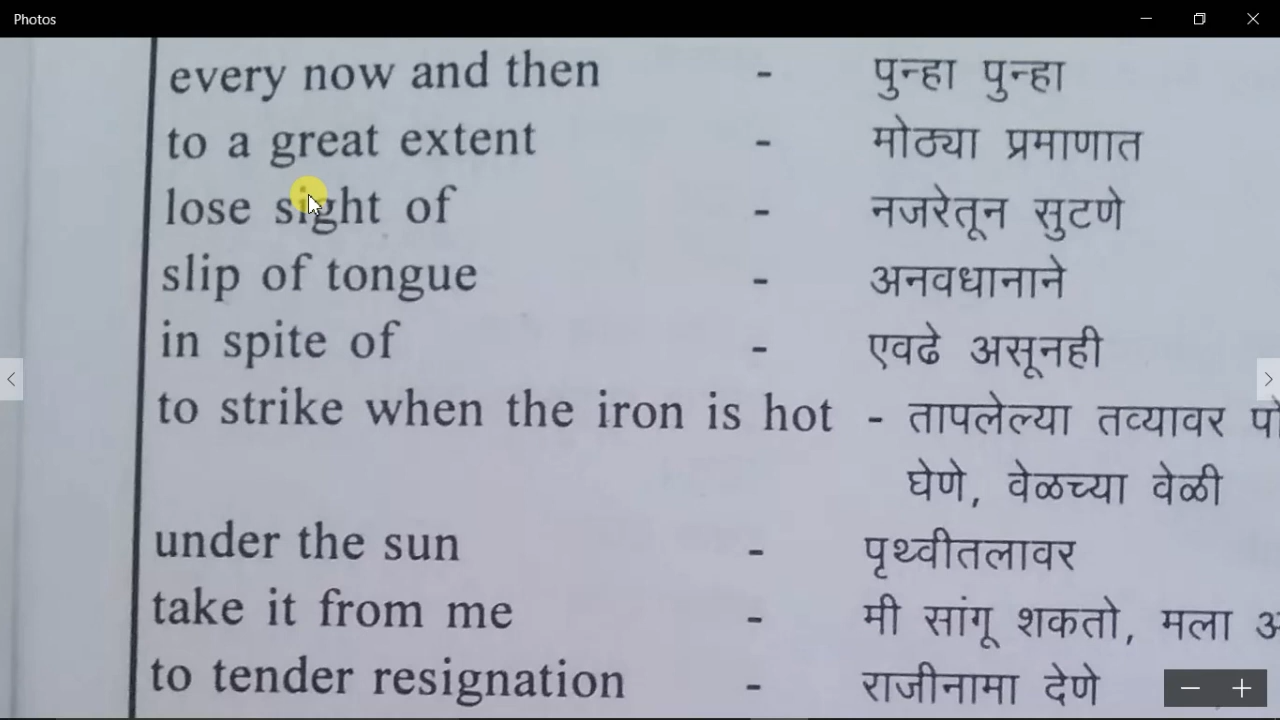 Photos
every now and then - पुन्हा पुन्हा
to a great extent - मोठ्या प्रमाणात
lose sight of - नजरेतून सुटणे
slip of tongue - अनवधानाने
in spite of - एवढे असूनही
to strike when the iron is hot - तापलेल्या तव्यावर
घेणे, वेळच्या वेळी
under the sun - पृथ्वीतलावर
take it from me - मी सांगू शकतो, मला
to tender resignation - राजीनामा देणे